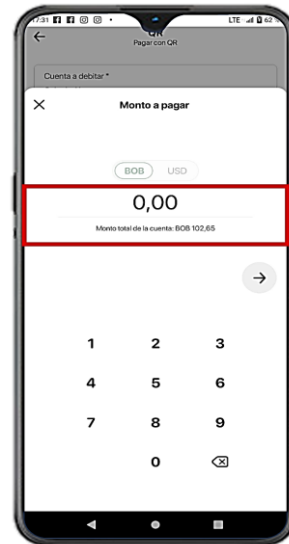 17:31 LTE 62 %
QR
Pagar con QR
Cuenta a debitar *
Monto a pagar
BOB USD
0,00
Monto total de la cuenta: BOB 102,65
1 2 3
4 5 6
7 8 9
0